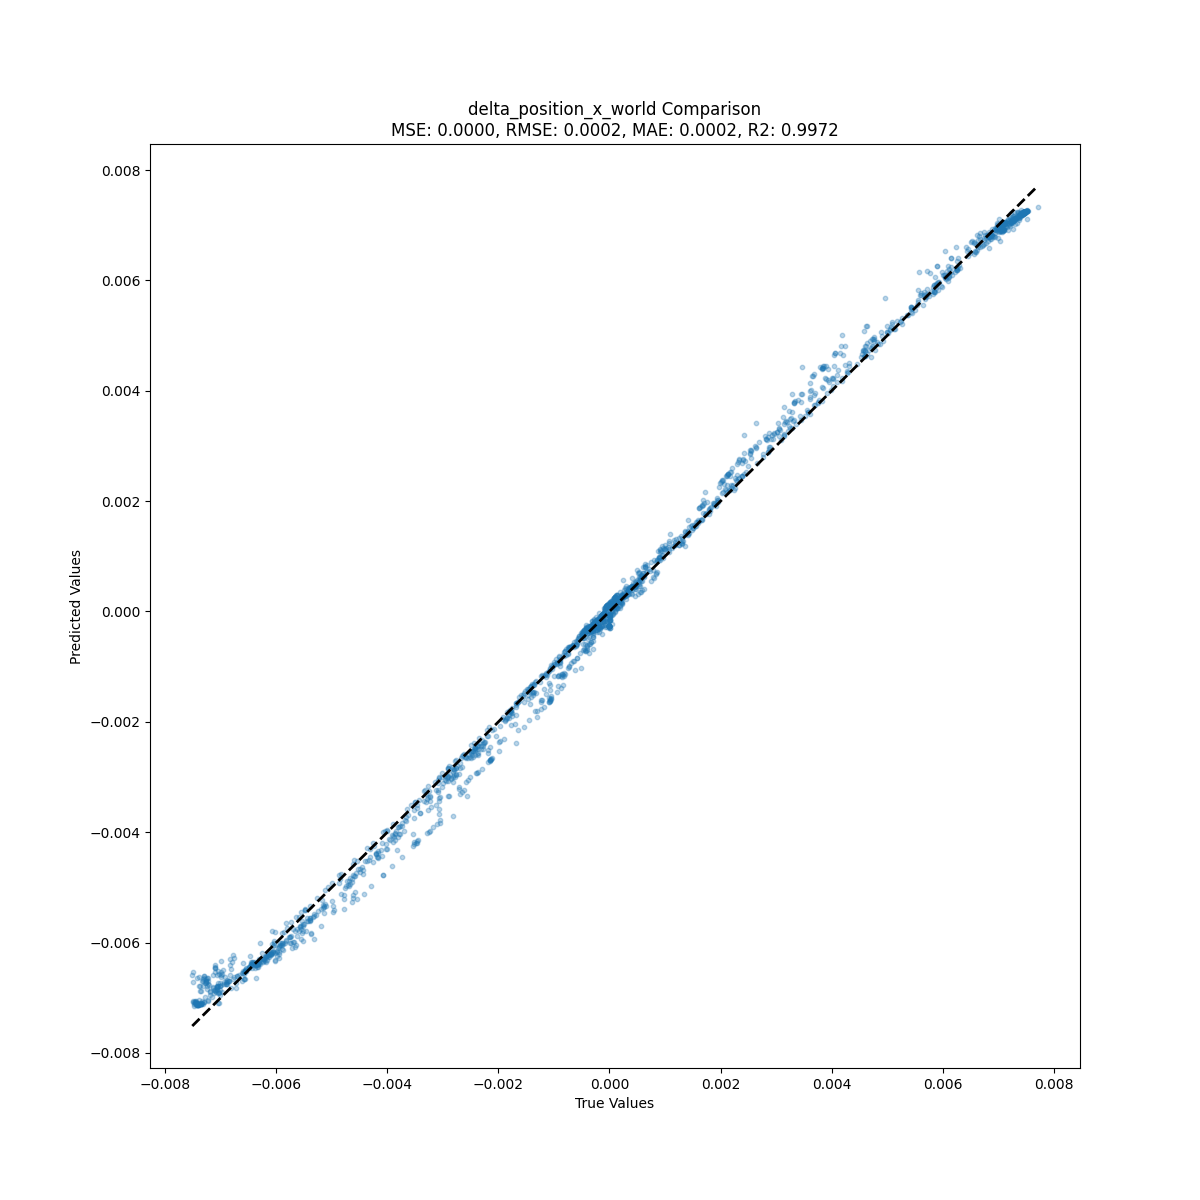 delta_position_x_world Comparison
MSE: 0.0000, RMSE: 0.0002, MAE: 0.0002, R2: 0.9972
0.008
0.006
0.004
0.002
0.000
−0.002
−0.004
−0.006
−0.008
Predicted Values
−0.008 −0.006 −0.004 −0.002 0.000 0.002 0.004 0.006 0.008
True Values